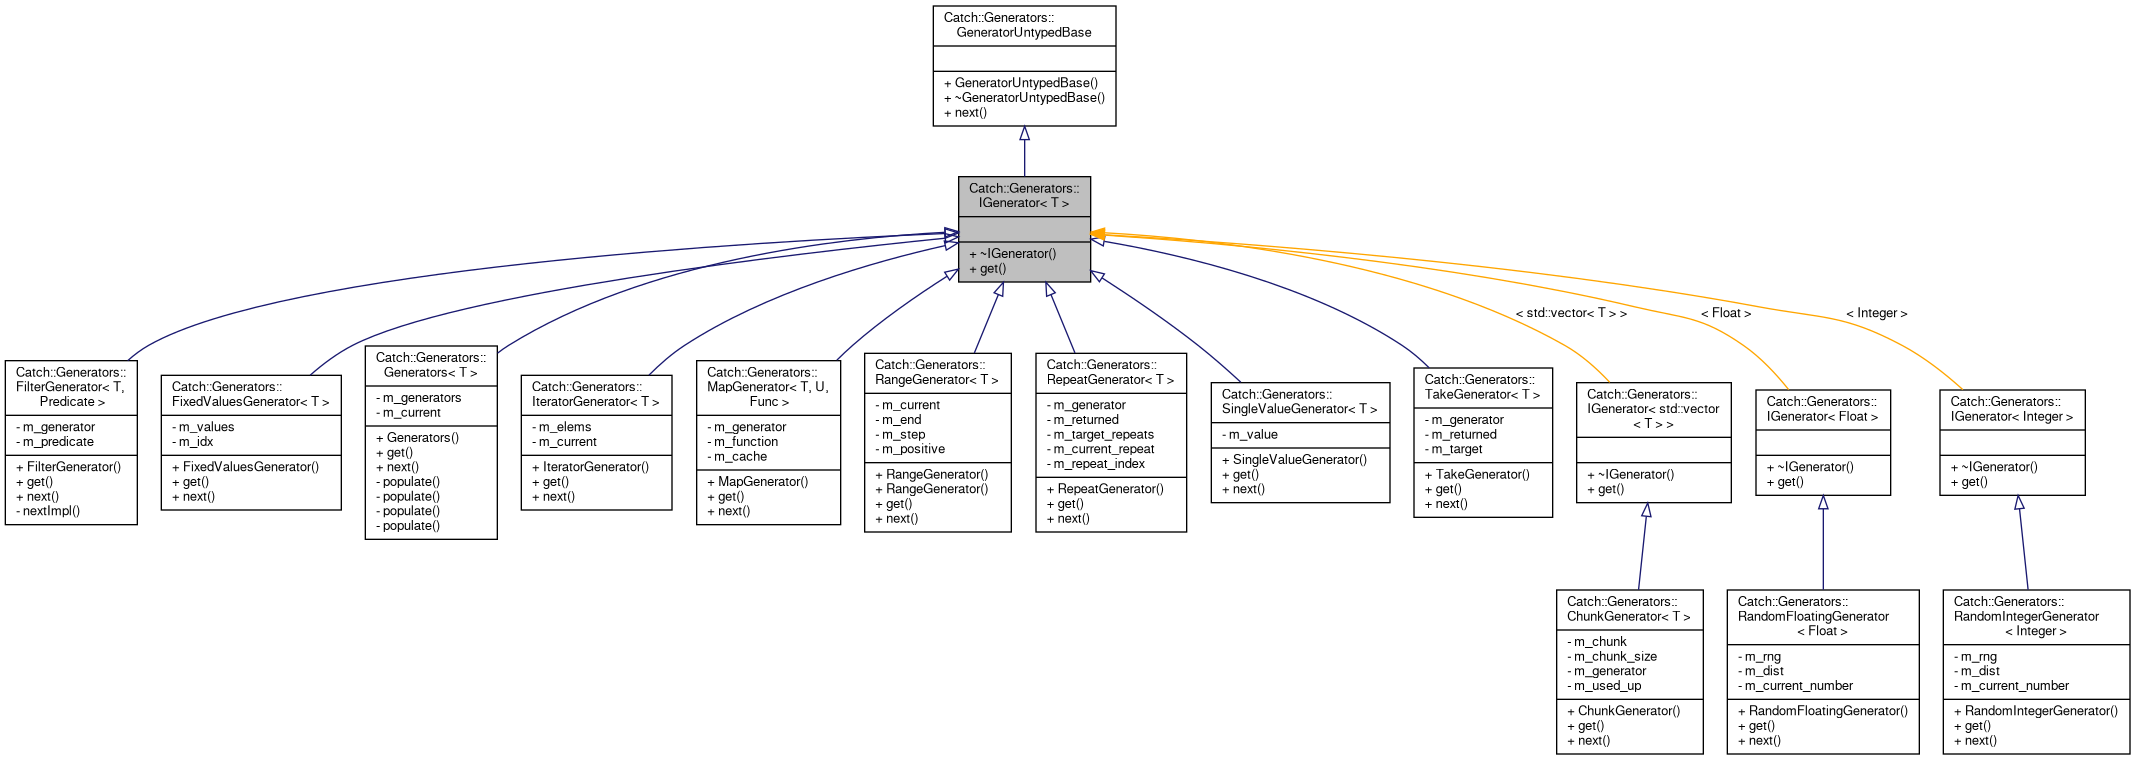 Catch::Generators::
GeneratorUntypedBase
+ GeneratorUntypedBase()
+ ~GeneratorUntypedBase()
+ next()
Catch::Generators::
IGenerator< T >
+ ~IGenerator()
+ get()
< std::vector< T > >
< Float >
< Integer >
Catch::Generators::
FilterGenerator< T,
Predicate >
- m_generator
- m_predicate
+ FilterGenerator()
+ get()
+ next()
- nextImpl()
Catch::Generators::
FixedValuesGenerator< T >
- m_values
- m_idx
+ FixedValuesGenerator()
+ get()
+ next()
Catch::Generators::
Generators< T >
- m_generators
- m_current
+ Generators()
+ get()
+ next()
- populate()
- populate()
- populate()
- populate()
Catch::Generators::
IteratorGenerator< T >
- m_elems
- m_current
+ IteratorGenerator()
+ get()
+ next()
Catch::Generators::
MapGenerator< T, U,
Func >
- m_generator
- m_function
- m_cache
+ MapGenerator()
+ get()
+ next()
Catch::Generators::
RangeGenerator< T >
- m_current
- m_end
- m_step
- m_positive
+ RangeGenerator()
+ RangeGenerator()
+ get()
+ next()
Catch::Generators::
RepeatGenerator< T >
- m_generator
- m_returned
- m_target_repeats
- m_current_repeat
- m_repeat_index
+ RepeatGenerator()
+ get()
+ next()
Catch::Generators::
SingleValueGenerator< T >
- m_value
+ SingleValueGenerator()
+ get()
+ next()
Catch::Generators::
TakeGenerator< T >
- m_generator
- m_returned
- m_target
+ TakeGenerator()
+ get()
+ next()
Catch::Generators::
IGenerator< std::vector
< T > >
+ ~IGenerator()
+ get()
Catch::Generators::
IGenerator< Float >
+ ~IGenerator()
+ get()
Catch::Generators::
IGenerator< Integer >
+ ~IGenerator()
+ get()
Catch::Generators::
ChunkGenerator< T >
- m_chunk
- m_chunk_size
- m_generator
- m_used_up
+ ChunkGenerator()
+ get()
+ next()
Catch::Generators::
RandomFloatingGenerator
< Float >
- m_rng
- m_dist
- m_current_number
+ RandomFloatingGenerator()
+ get()
+ next()
Catch::Generators::
RandomIntegerGenerator
< Integer >
- m_rng
- m_dist
- m_current_number
+ RandomIntegerGenerator()
+ get()
+ next()